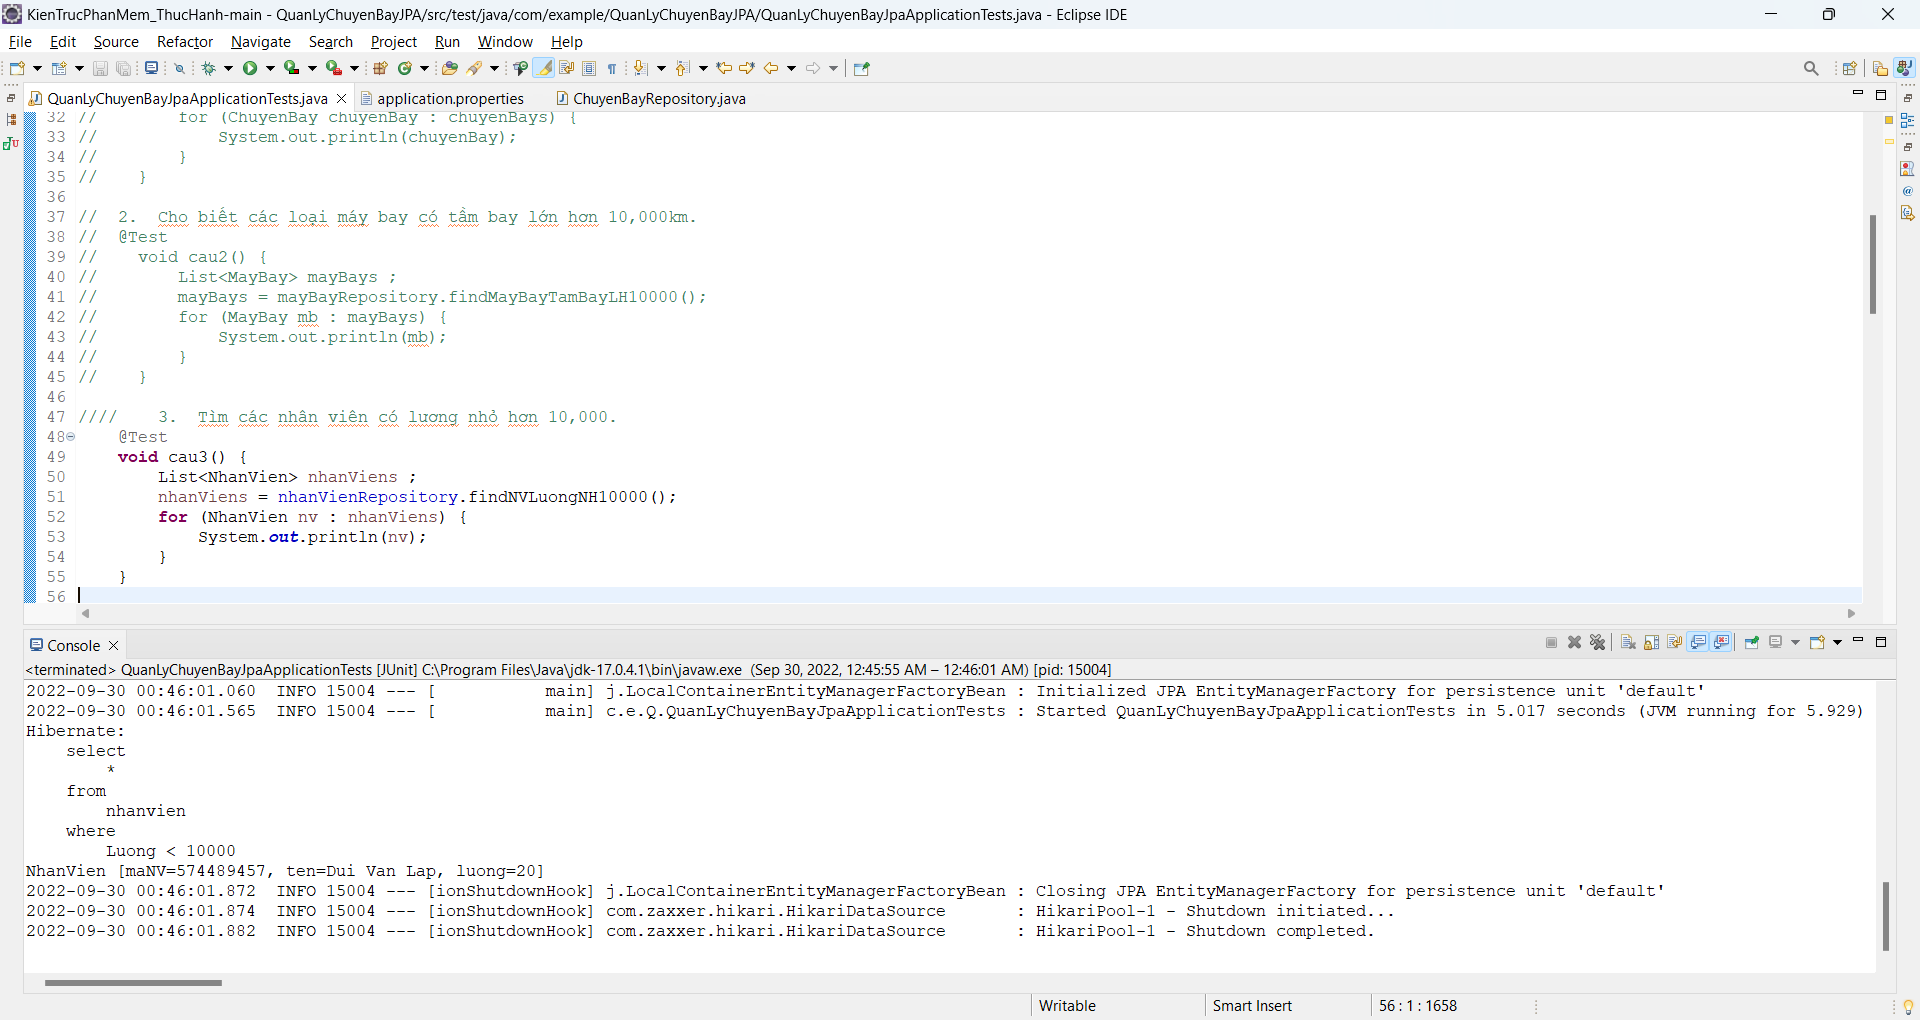 KienTrucPhanMem_ThucHanh-main - QuanLyChuyenBayJPA/src/test/java/com/example/QuanLyChuyenBayJPA/QuanLyChuyenBayJpaApplicationTests.java - Eclipse IDE
File Edit Source Refactor Navigate Search Project Run Window Help
QuanLyChuyenBayJpaApplicationTests.java application.properties ChuyenBayRepository.java
32 //        for (ChuyenBay chuyenBay : chuyenBays) {
33 //            System.out.println(chuyenBay);
34 //        }
35 //    }
36
37 //  2.  Cho biết các loại máy bay có tầm bay lớn hơn 10,000km.
38 //  @Test
39 //    void cau2() {
40 //        List<MayBay> mayBays ;
41 //        mayBays = mayBayRepository.findMayBayTamBayLH10000();
42 //        for (MayBay mb : mayBays) {
43 //            System.out.println(mb);
44 //        }
45 //    }
46
47 ////    3.  Tìm các nhân viên có lương nhỏ hơn 10,000.
48     @Test
49     void cau3() {
50         List<NhanVien> nhanViens ;
51         nhanViens = nhanVienRepository.findNVLuongNH10000();
52         for (NhanVien nv : nhanViens) {
53             System.out.println(nv);
54         }
55     }
56
Console
<terminated> QuanLyChuyenBayJpaApplicationTests [JUnit] C:\Program Files\Java\jdk-17.0.4.1\bin\javaw.exe (Sep 30, 2022, 12:45:55 AM – 12:46:01 AM) [pid: 15004]
2022-09-30 00:46:01.060  INFO 15004 --- [           main] j.LocalContainerEntityManagerFactoryBean : Initialized JPA EntityManagerFactory for persistence unit 'default'
2022-09-30 00:46:01.565  INFO 15004 --- [           main] c.e.Q.QuanLyChuyenBayJpaApplicationTests : Started QuanLyChuyenBayJpaApplicationTests in 5.017 seconds (JVM running for 5.929)
Hibernate:
    select
        *
    from
        nhanvien
    where
        Luong < 10000
NhanVien [maNV=574489457, ten=Dui Van Lap, luong=20]
2022-09-30 00:46:01.872  INFO 15004 --- [ionShutdownHook] j.LocalContainerEntityManagerFactoryBean : Closing JPA EntityManagerFactory for persistence unit 'default'
2022-09-30 00:46:01.874  INFO 15004 --- [ionShutdownHook] com.zaxxer.hikari.HikariDataSource       : HikariPool-1 - Shutdown initiated...
2022-09-30 00:46:01.882  INFO 15004 --- [ionShutdownHook] com.zaxxer.hikari.HikariDataSource       : HikariPool-1 - Shutdown completed.
Writable Smart Insert 56 : 1 : 1658